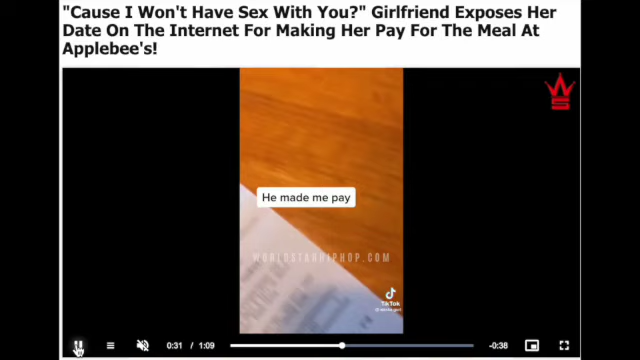 "Cause I Won't Have Sex With You?" Girlfriend Exposes Her
Date On The Internet For Making Her Pay For The Meal At
Applebee's!
He made me pay
WORLDSTARHIPHOP.COM
TikTok
0:31 / 1:09
-0:38